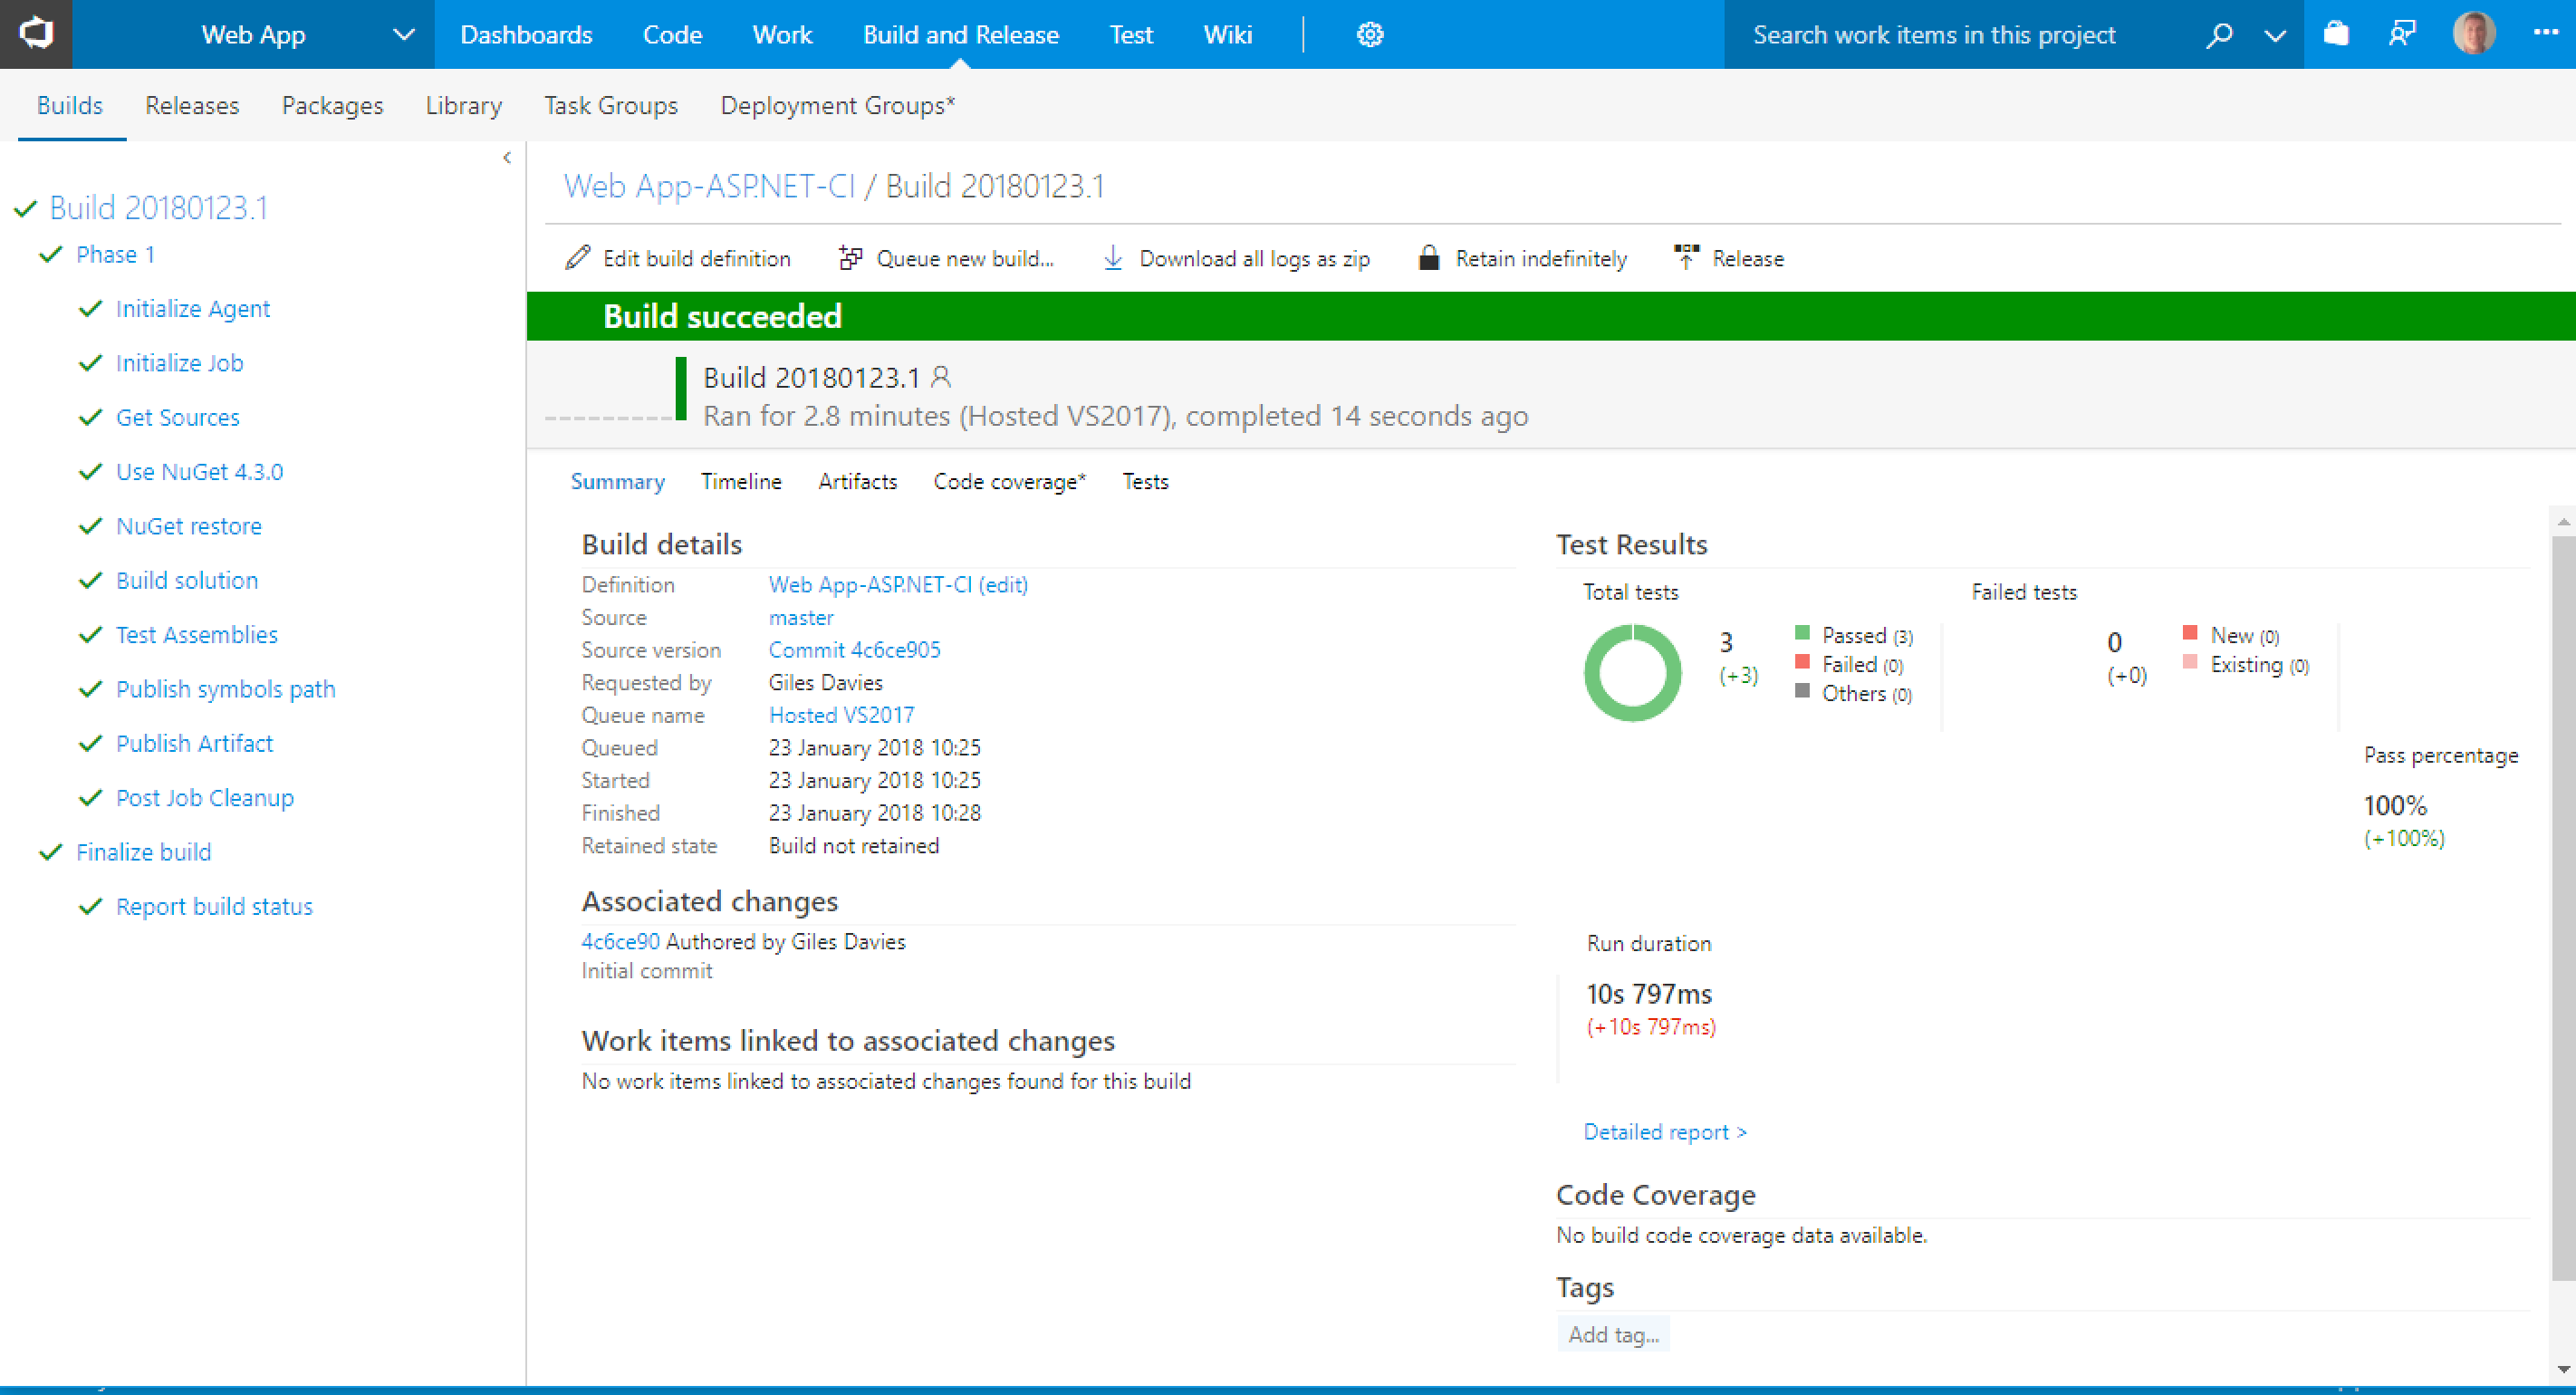 Web App
Dashboards Code Work Build and Release Test Wiki
Search work items in this project
Builds Releases Packages Library Task Groups Deployment Groups*
Build 20180123.1
Phase 1
Initialize Agent
Initialize Job
Get Sources
Use NuGet 4.3.0
NuGet restore
Build solution
Test Assemblies
Publish symbols path
Publish Artifact
Post Job Cleanup
Finalize build
Report build status
Web App-ASP.NET-CI / Build 20180123.1
Edit build definition Queue new build... Download all logs as zip Retain indefinitely Release
Build succeeded
Build 20180123.1
Ran for 2.8 minutes (Hosted VS2017), completed 14 seconds ago
Summary Timeline Artifacts Code coverage* Tests
Build details
Definition Web App-ASP.NET-CI (edit)
Source master
Source version Commit 4c6ce905
Requested by Giles Davies
Queue name Hosted VS2017
Queued 23 January 2018 10:25
Started 23 January 2018 10:25
Finished 23 January 2018 10:28
Retained state Build not retained
Associated changes
4c6ce90 Authored by Giles Davies
Initial commit
Work items linked to associated changes
No work items linked to associated changes found for this build
Test Results
Total tests
3
(+3)
Passed (3)
Failed (0)
Others (0)
Failed tests
0
(+0)
New (0)
Existing (0)
Pass percentage
100%
(+100%)
Run duration
10s 797ms
(+10s 797ms)
Detailed report >
Code Coverage
No build code coverage data available.
Tags
Add tag...